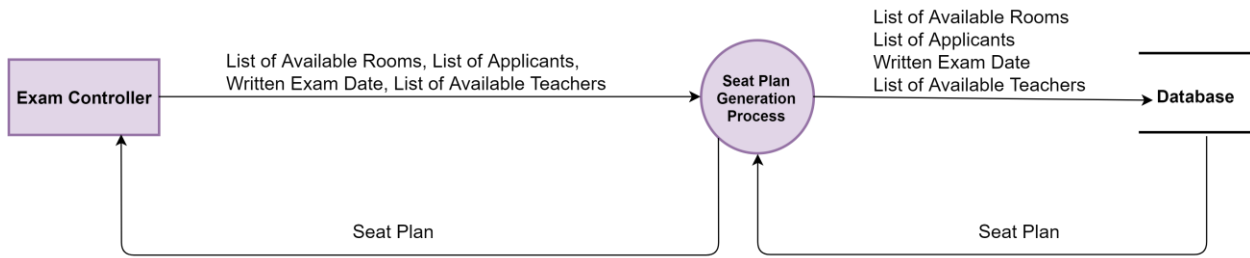 Exam Controller
List of Available Rooms, List of Applicants,
Written Exam Date, List of Available Teachers
Seat Plan
Generation
Process
List of Available Rooms
List of Applicants
Written Exam Date
List of Available Teachers
Database
Seat Plan
Seat Plan